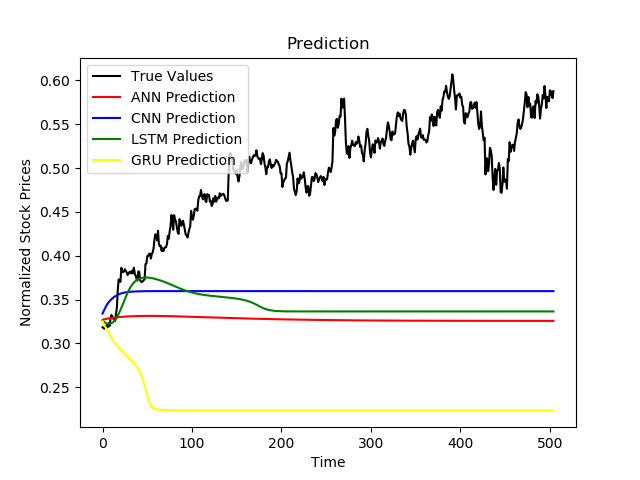 Prediction
True Values
ANN Prediction
CNN Prediction
LSTM Prediction
GRU Prediction
Normalized Stock Prices
0.60
0.55
0.50
0.45
0.40
0.35
0.30
0.25
0 100 200 300 400 500
Time